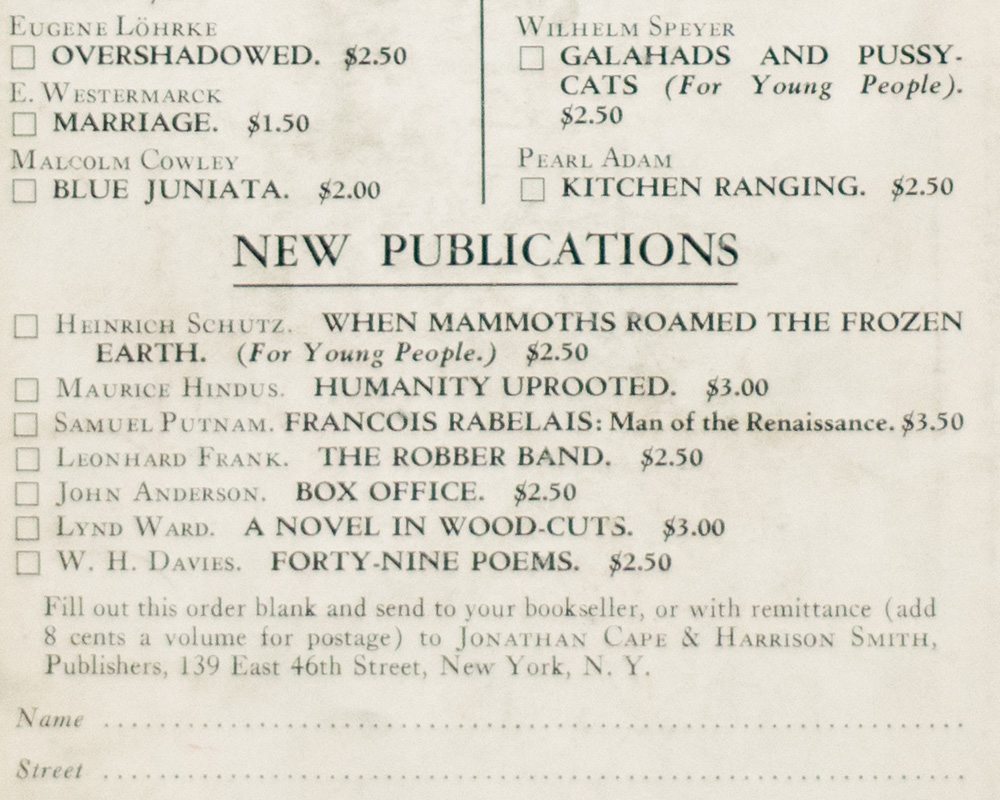 Eugene Löhrke
OVERSHADOWED. $2.50
E. Westermarck
MARRIAGE. $1.50
Malcolm Cowley
BLUE JUNIATA. $2.00
Wilhelm Speyer
GALAHADS AND PUSSY-
CATS (For Young People).
$2.50
Pearl Adam
KITCHEN RANGING. $2.50
NEW PUBLICATIONS
Heinrich Schutz. WHEN MAMMOTHS ROAMED THE FROZEN
EARTH. (For Young People.) $2.50
Maurice Hindus. HUMANITY UPROOTED. $3.00
Samuel Putnam. FRANCOIS RABELAIS: Man of the Renaissance. $3.50
Leonhard Frank. THE ROBBER BAND. $2.50
John Anderson. BOX OFFICE. $2.50
Lynd Ward. A NOVEL IN WOOD-CUTS. $3.00
W. H. Davies. FORTY-NINE POEMS. $2.50
Fill out this order blank and send to your bookseller, or with remittance (add
8 cents a volume for postage) to Jonathan Cape & Harrison Smith,
Publishers, 139 East 46th Street, New York, N. Y.
Name
Street